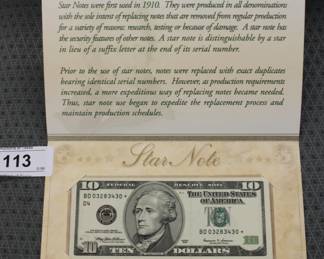 Star Notes were first used in 1910. They were produced in all denominations
with the sole intent of replacing notes that are removed from regular production
for a variety of reasons: research, testing or because of damage. A star note has
the security features of other notes. A star note is distinguishable by a star
in lieu of a suffix letter at the end of its serial number.
Prior to the use of star notes, notes were replaced with exact duplicates
bearing identical serial numbers. However, as production requirements
increased, a more expeditious way of replacing notes became needed.
Thus, star note use began to expedite the replacement process and
maintain production schedules.
113
Star Note
10 FEDERAL RESERVE NOTE 10
THE UNITED STATES
OF AMERICA
BD 03283430 *
D4
BD 03283430 *
10 TEN DOLLARS 10